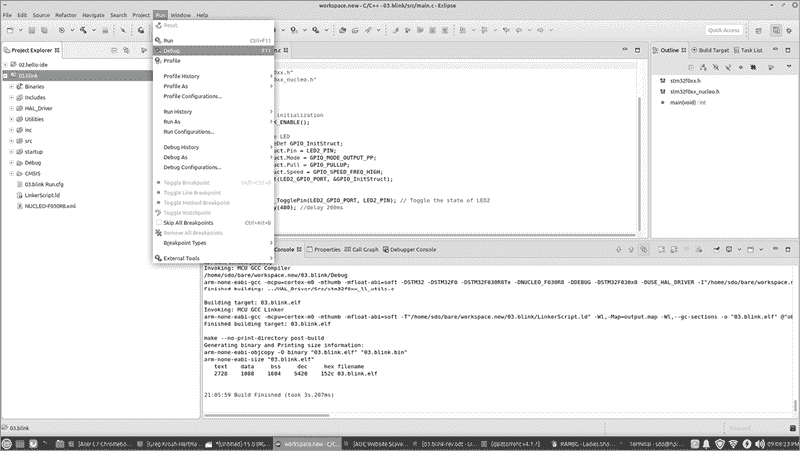 workspace.new - C/C++ - 03.blink/src/main.c - Eclipse
File Edit Source Refactor Navigate Search Project Run Window Help
Quick Access
Project Explorer
02.hello-ide
03.blink
Binaries
Includes
HAL_Driver
Utilities
inc
src
startup
Debug
CMSIS
03.blink Run.cfg
LinkerScript.ld
NUCLEO-F030R8.xml
Reset
Run Ctrl+F11
Debug F11
Profile
Profile History
Profile As
Profile Configurations...
Run History
Run As
Run Configurations...
Debug History
Debug As
Debug Configurations...
Toggle Breakpoint Shift+Ctrl+B
Toggle Line Breakpoint
Toggle Method Breakpoint
Toggle Watchpoint
Skip All Breakpoints Ctrl+Alt+B
Remove All Breakpoints
Breakpoint Types
External Tools
.c
0xx.h"
0xx_nucleo.h"
initialization
K_ENABLE();
LED
Def GPIO_InitStruct;
uct.Pin = LED2_PIN;
uct.Mode = GPIO_MODE_OUTPUT_PP;
uct.Pull = GPIO_PULLUP;
uct.Speed = GPIO_SPEED_FREQ_HIGH;
t(LED2_GPIO_PORT, &GPIO_InitStruct);
_TogglePin(LED2_GPIO_PORT, LED2_PIN); // Toggle the state of LED2
y(400); //delay 200ms
Outline Build Target Task List
stm32f0xx.h
stm32f0xx_nucleo.h
main(void) : int
Console Properties Call Graph Debugger Console
Invoking: MCU GCC Compiler
/home/sdo/bare/workspace.new/03.blink/Debug
arm-none-eabi-gcc -mcpu=cortex-m0 -mthumb -mfloat-abi=soft -DSTM32 -DSTM32F0 -DSTM32F030R8Tx -DNUCLEO_F030R8 -DDEBUG -DSTM32F030x8 -DUSE_HAL_DRIVER -I"/home/sdo/bare/workspace.n
Finished building: ../HAL_Driver/Src/stm32f0xx_ll_utils.c
Building target: 03.blink.elf
Invoking: MCU GCC Linker
arm-none-eabi-gcc -mcpu=cortex-m0 -mthumb -mfloat-abi=soft -T"/home/sdo/bare/workspace.new/03.blink/LinkerScript.ld" -Wl,-Map=output.map -Wl,--gc-sections -o "03.blink.elf"
Finished building target: 03.blink.elf
make --no-print-directory post-build
Generating binary and Printing size information:
arm-none-eabi-objcopy -O binary "03.blink.elf" "03.blink.bin"
arm-none-eabi-size "03.blink.elf"
text data bss dec hex filename
2728 1088 1604 5420 152c 03.blink.elf
21:05:59 Build Finished (took 3s.207ms)
03.blink
workspace.new - C/C...
09:08:23 PM